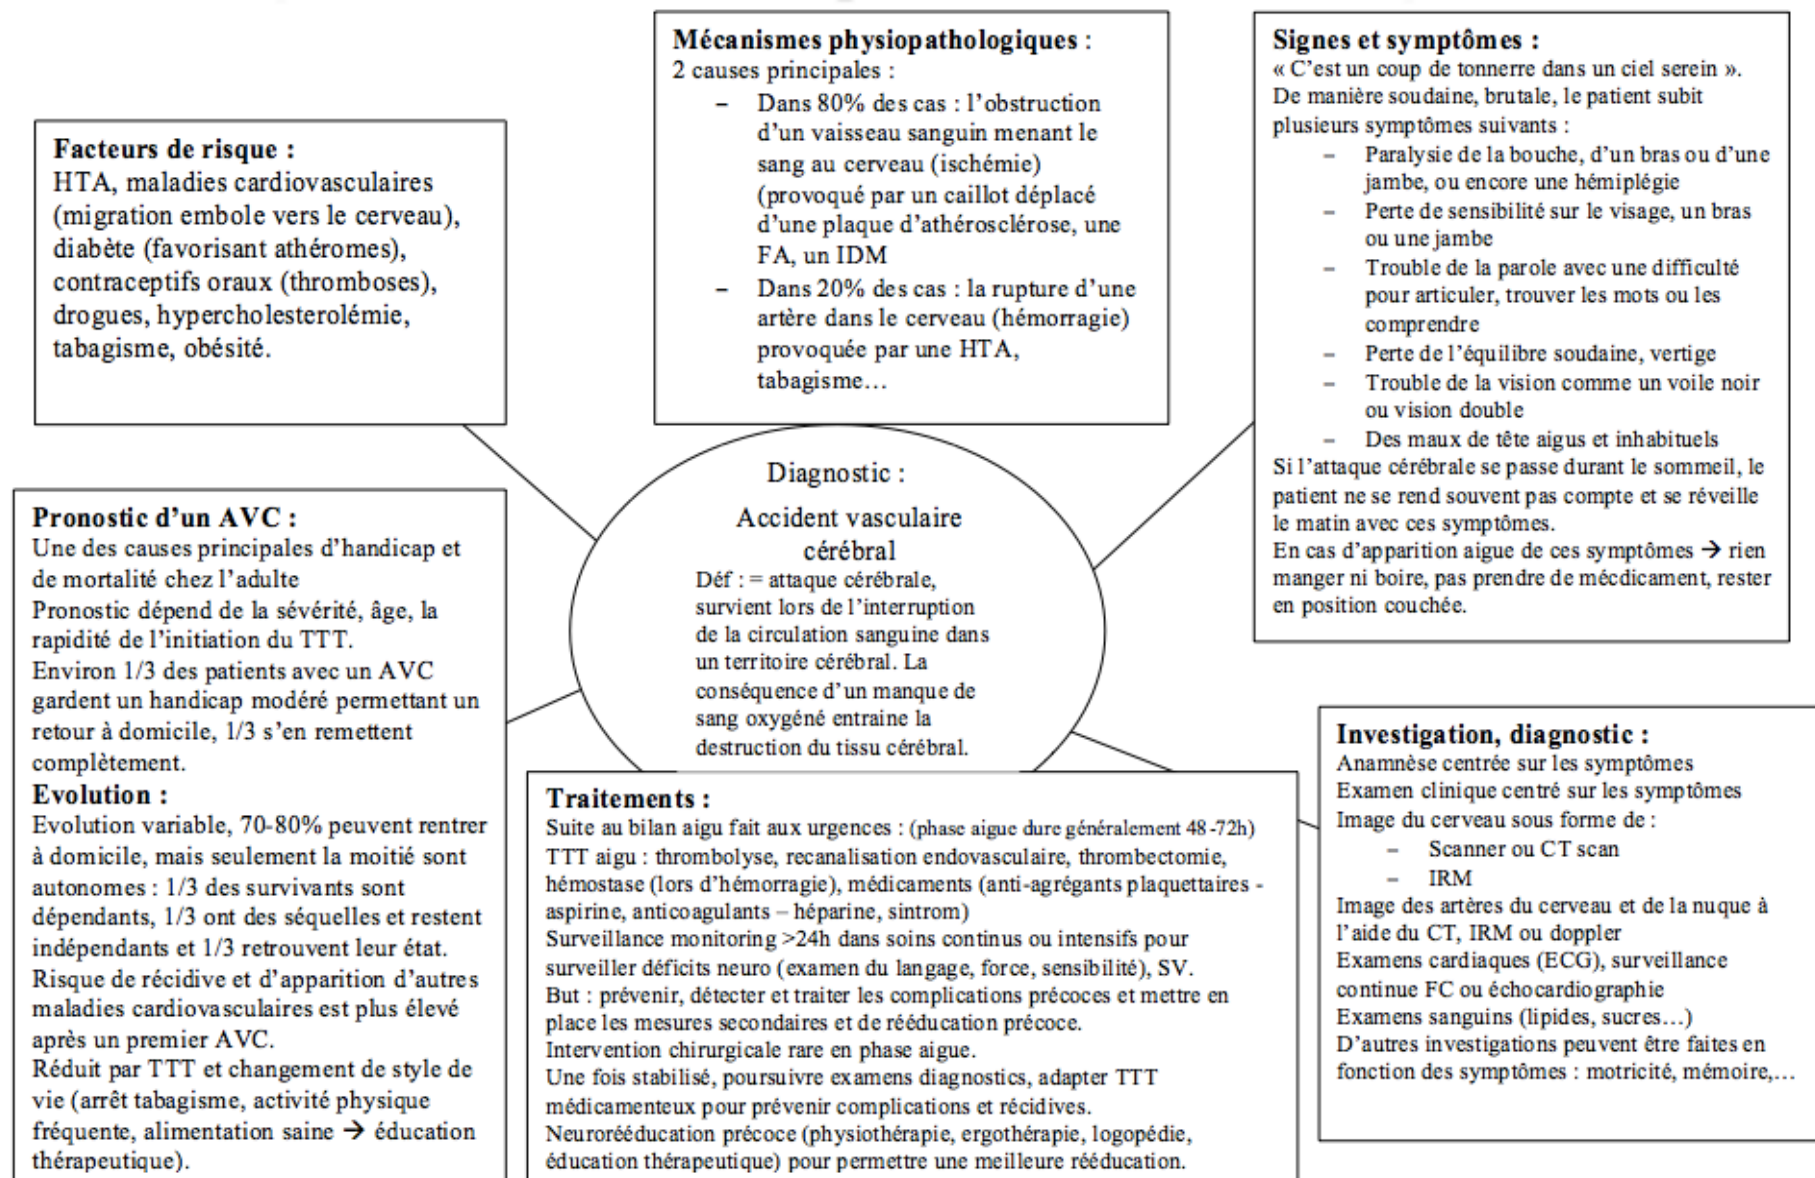 Mécanismes physiopathologiques :
2 causes principales :
– Dans 80% des cas : l'obstruction
d'un vaisseau sanguin menant le
sang au cerveau (ischémie)
(provoqué par un caillot déplacé
d'une plaque d'athérosclérose, une
FA, un IDM
– Dans 20% des cas : la rupture d'une
artère dans le cerveau (hémorragie)
provoquée par une HTA,
tabagisme…
Signes et symptômes :
« C'est un coup de tonnerre dans un ciel serein ».
De manière soudaine, brutale, le patient subit
plusieurs symptômes suivants :
– Paralysie de la bouche, d'un bras ou d'une
jambe, ou encore une hémiplégie
– Perte de sensibilité sur le visage, un bras
ou une jambe
– Trouble de la parole avec une difficulté
pour articuler, trouver les mots ou les
comprendre
– Perte de l'équilibre soudaine, vertige
– Trouble de la vision comme un voile noir
ou vision double
– Des maux de tête aigus et inhabituels
Si l'attaque cérébrale se passe durant le sommeil, le
patient ne se rend souvent pas compte et se réveille
le matin avec ces symptômes.
En cas d'apparition aigue de ces symptômes → rien
manger ni boire, pas prendre de mécdicament, rester
en position couchée.
Facteurs de risque :
HTA, maladies cardiovasculaires
(migration embole vers le cerveau),
diabète (favorisant athéromes),
contraceptifs oraux (thromboses),
drogues, hypercholesterolémie,
tabagisme, obésité.
Diagnostic :
Accident vasculaire
cérébral
Déf : = attaque cérébrale,
survient lors de l'interruption
de la circulation sanguine dans
un territoire cérébral. La
conséquence d'un manque de
sang oxygéné entraine la
destruction du tissu cérébral.
Pronostic d'un AVC :
Une des causes principales d'handicap et
de mortalité chez l'adulte
Pronostic dépend de la sévérité, âge, la
rapidité de l'initiation du TTT.
Environ 1/3 des patients avec un AVC
gardent un handicap modéré permettant un
retour à domicile, 1/3 s'en remettent
complètement.
Evolution :
Evolution variable, 70-80% peuvent rentrer
à domicile, mais seulement la moitié sont
autonomes : 1/3 des survivants sont
dépendants, 1/3 ont des séquelles et restent
indépendants et 1/3 retrouvent leur état.
Risque de récidive et d'apparition d'autres
maladies cardiovasculaires est plus élevé
après un premier AVC.
Réduit par TTT et changement de style de
vie (arrêt tabagisme, activité physique
fréquente, alimentation saine → éducation
thérapeutique).
Traitements :
Suite au bilan aigu fait aux urgences : (phase aigue dure généralement 48-72h)
TTT aigu : thrombolyse, recanalisation endovasculaire, thrombectomie,
hémostase (lors d'hémorragie), médicaments (anti-agrégants plaquettaires -
aspirine, anticoagulants – héparine, sintrom)
Surveillance monitoring >24h dans soins continus ou intensifs pour
surveiller déficits neuro (examen du langage, force, sensibilité), SV.
But : prévenir, détecter et traiter les complications précoces et mettre en
place les mesures secondaires et de rééducation précoce.
Intervention chirurgicale rare en phase aigue.
Une fois stabilisé, poursuivre examens diagnostics, adapter TTT
médicamenteux pour prévenir complications et récidives.
Neurorééducation précoce (physiothérapie, ergothérapie, logopédie,
éducation thérapeutique) pour permettre une meilleure rééducation.
Investigation, diagnostic :
Anamnèse centrée sur les symptômes
Examen clinique centré sur les symptômes
Image du cerveau sous forme de :
– Scanner ou CT scan
– IRM
Image des artères du cerveau et de la nuque à
l'aide du CT, IRM ou doppler
Examens cardiaques (ECG), surveillance
continue FC ou échocardiographie
Examens sanguins (lipides, sucres…)
D'autres investigations peuvent être faites en
fonction des symptômes : motricité, mémoire,…